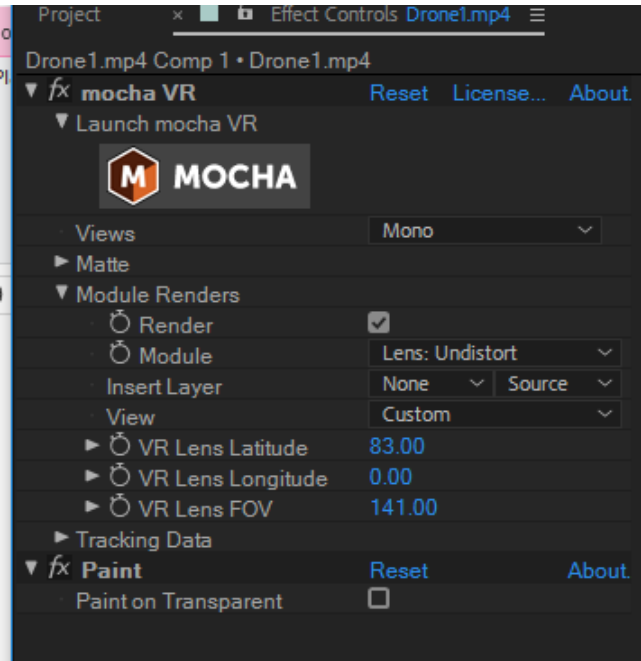 Project
Effect Controls Drone1.mp4
Drone1.mp4 Comp 1 • Drone1.mp4
fx mocha VR Reset License... About.
Launch mocha VR
M MOCHA
Views Mono
Matte
Module Renders
Render
Module Lens: Undistort
Insert Layer None Source
View Custom
VR Lens Latitude 83.00
VR Lens Longitude 0.00
VR Lens FOV 141.00
Tracking Data
fx Paint Reset About.
Paint on Transparent